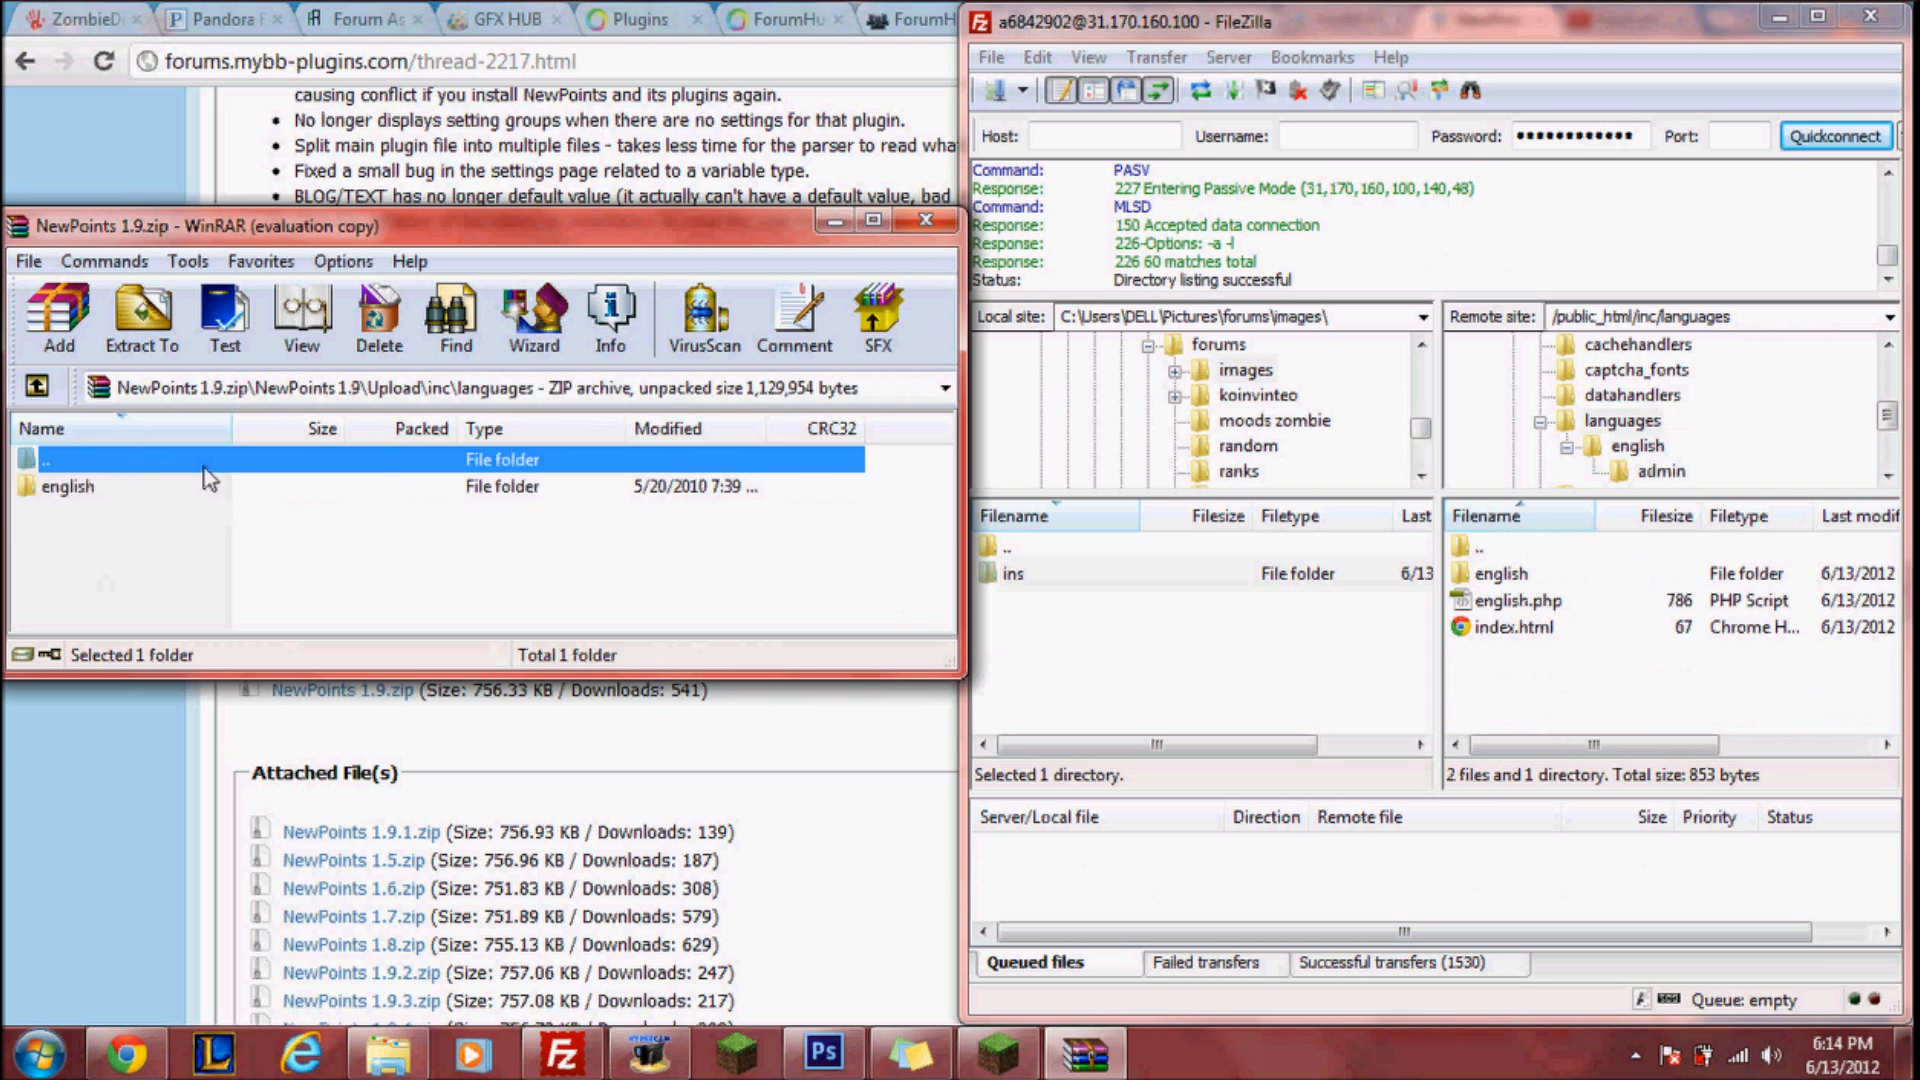 ZombieD
Pandora F
Forum As
GFX HUB
Plugins
ForumHu
ForumH
forums.mybb-plugins.com/thread-2217.html
causing conflict if you install NewPoints and its plugins again.
No longer displays setting groups when there are no settings for that plugin.
Split main plugin file into multiple files - takes less time for the parser to read wha
Fixed a small bug in the settings page related to a variable type.
BLOG/TEXT has no longer default value (it actually can't have a default value, bad
NewPoints 1.9.zip - WinRAR (evaluation copy)
File Commands Tools Favorites Options Help
Add Extract To Test View Delete Find Wizard Info VirusScan Comment SFX
NewPoints 1.9.zip\NewPoints 1.9\Upload\inc\languages - ZIP archive, unpacked size 1,129,954 bytes
Name Size Packed Type Modified CRC32
.. File folder
english File folder 5/20/2010 7:39 ...
Selected 1 folder Total 1 folder
NewPoints 1.9.zip (Size: 756.33 KB / Downloads: 541)
Attached File(s)
NewPoints 1.9.1.zip (Size: 756.93 KB / Downloads: 139)
NewPoints 1.5.zip (Size: 756.96 KB / Downloads: 187)
NewPoints 1.6.zip (Size: 751.83 KB / Downloads: 308)
NewPoints 1.7.zip (Size: 751.89 KB / Downloads: 579)
NewPoints 1.8.zip (Size: 755.13 KB / Downloads: 629)
NewPoints 1.9.2.zip (Size: 757.06 KB / Downloads: 247)
NewPoints 1.9.3.zip (Size: 757.08 KB / Downloads: 217)
a6842902@31.170.160.100 - FileZilla
File Edit View Transfer Server Bookmarks Help
Host: Username: Password: •••••••••••• Port: Quickconnect
Command: PASV
Response: 227 Entering Passive Mode (31,170,160,100,140,48)
Command: MLSD
Response: 150 Accepted data connection
Response: 226-Options: -a -l
Response: 226 60 matches total
Status: Directory listing successful
Local site: C:\Users\DELL\Pictures\forums\images\
forums
images
koinvinteo
moods zombie
random
ranks
Filename Filesize Filetype Last
..
ins File folder 6/13
Selected 1 directory.
Remote site: /public_html/inc/languages
cachehandlers
captcha_fonts
datahandlers
languages
english
admin
Filename Filesize Filetype Last modif
..
english File folder 6/13/2012
english.php 786 PHP Script 6/13/2012
index.html 67 Chrome H... 6/13/2012
2 files and 1 directory. Total size: 853 bytes
Server/Local file Direction Remote file Size Priority Status
Queued files Failed transfers Successful transfers (1530)
Queue: empty
L
Fz
Ps
6:14 PM
6/13/2012